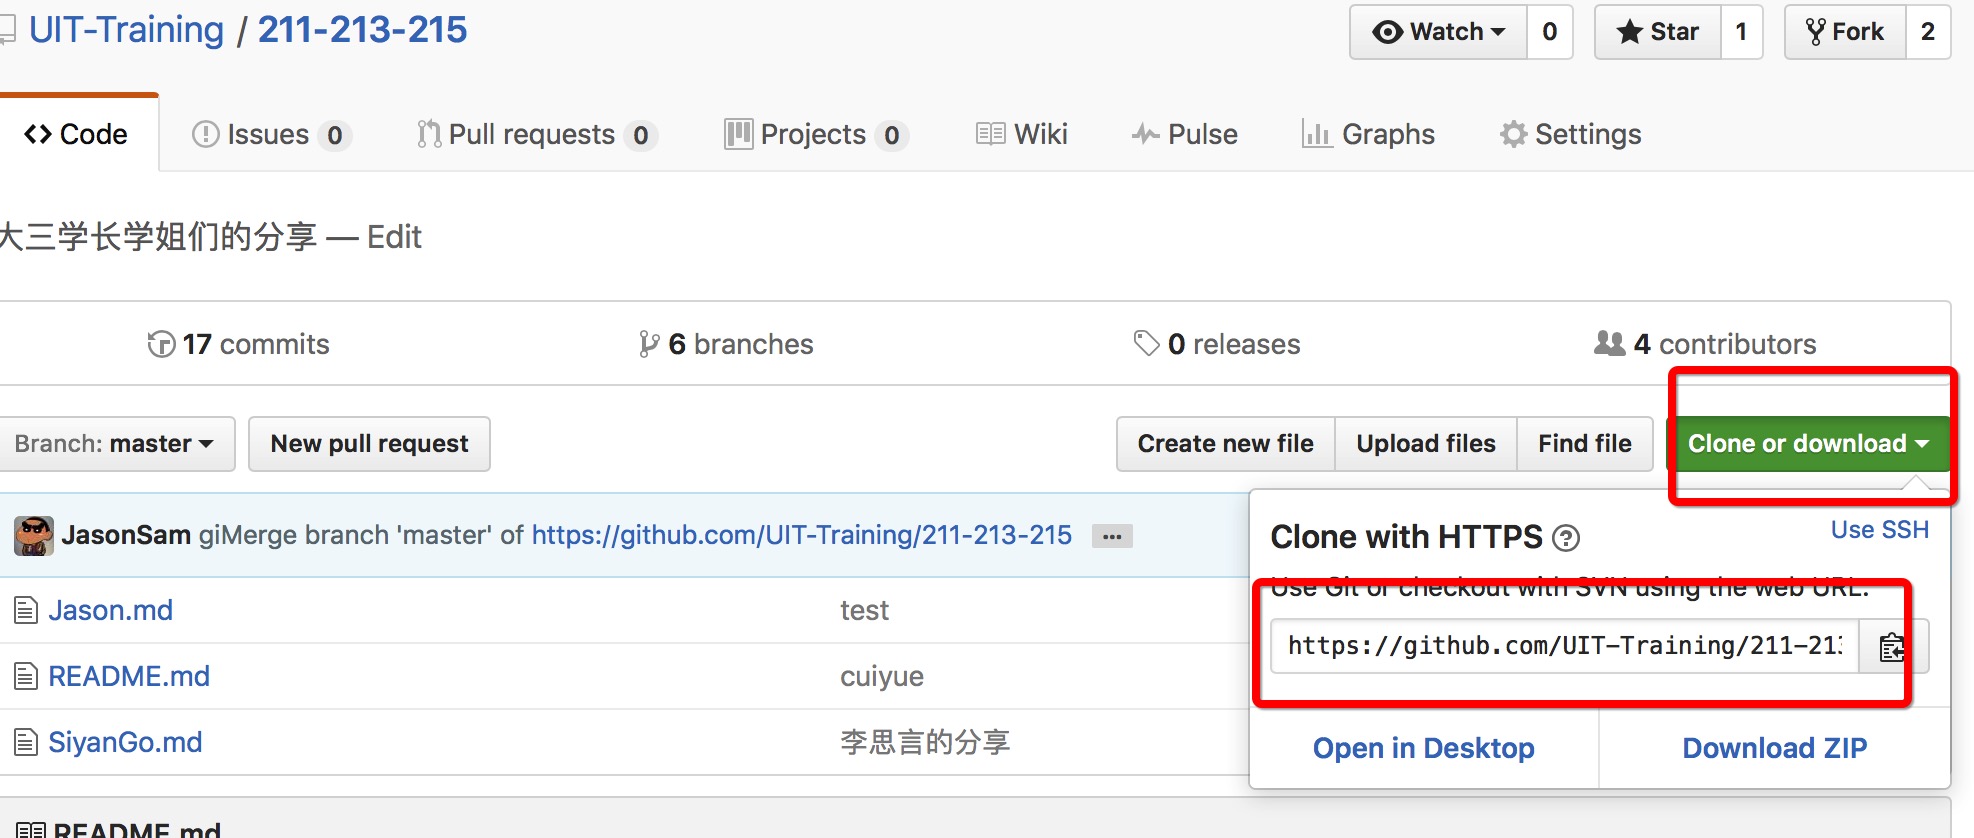 UIT-Training / 211-213-215
Watch 0 Star 1 Fork 2
Code Issues 0 Pull requests 0 Projects 0 Wiki Pulse Graphs Settings
大三学长学姐们的分享 — Edit
17 commits 6 branches 0 releases 4 contributors
Branch: master New pull request Create new file Upload files Find file Clone or download
JasonSam giMerge branch 'master' of https://github.com/UIT-Training/211-213-215 ...
Clone with HTTPS ? Use SSH
Use Git or checkout with SVN using the web URL.
https://github.com/UIT-Training/211-213
Open in Desktop Download ZIP
Jason.md test
README.md cuiyue
SiyanGo.md 李思言的分享
README.md